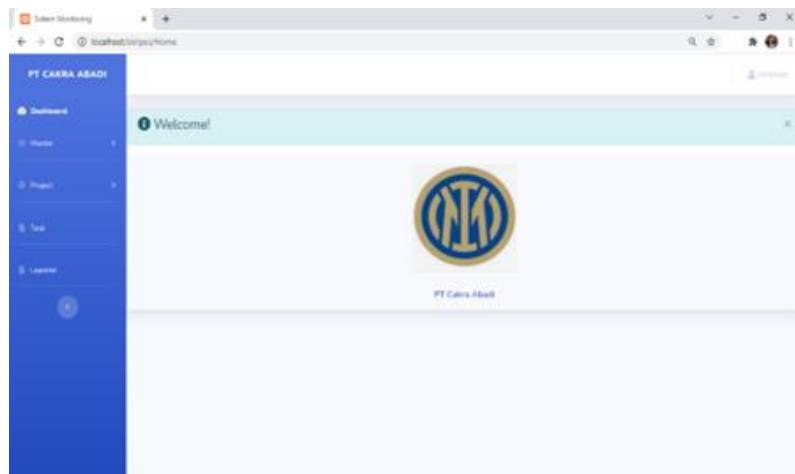 Sistem Monitoring
localhost/simpro/home
PT CAKRA ABADI
Dashboard
Welcome!
Master
Project
Task
Laporan
PT Cakra Abadi